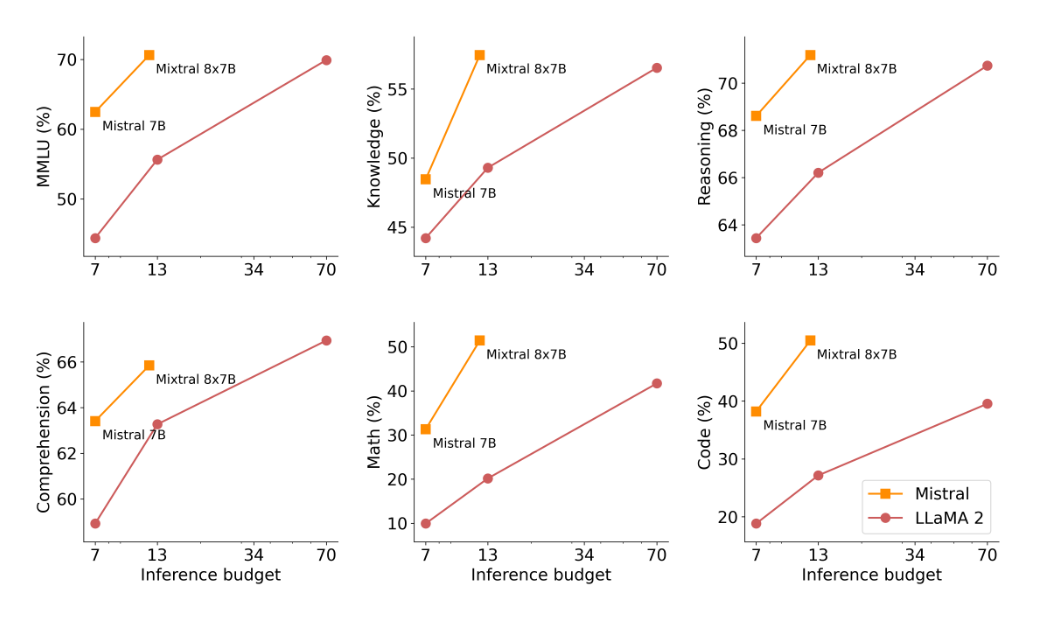 MMLU (%)
70
60
50
Mixtral 8x7B
Mistral 7B
7 13 34 70
Knowledge (%)
55
50
45
Mixtral 8x7B
Mistral 7B
7 13 34 70
Reasoning (%)
70
68
66
64
Mixtral 8x7B
Mistral 7B
7 13 34 70
Comprehension (%)
66
64
62
60
Mixtral 8x7B
Mistral 7B
7 13 34 70
Inference budget
Math (%)
50
40
30
20
10
Mixtral 8x7B
Mistral 7B
7 13 34 70
Inference budget
Code (%)
50
40
30
20
Mixtral 8x7B
Mistral 7B
Mistral
LLaMA 2
7 13 34 70
Inference budget